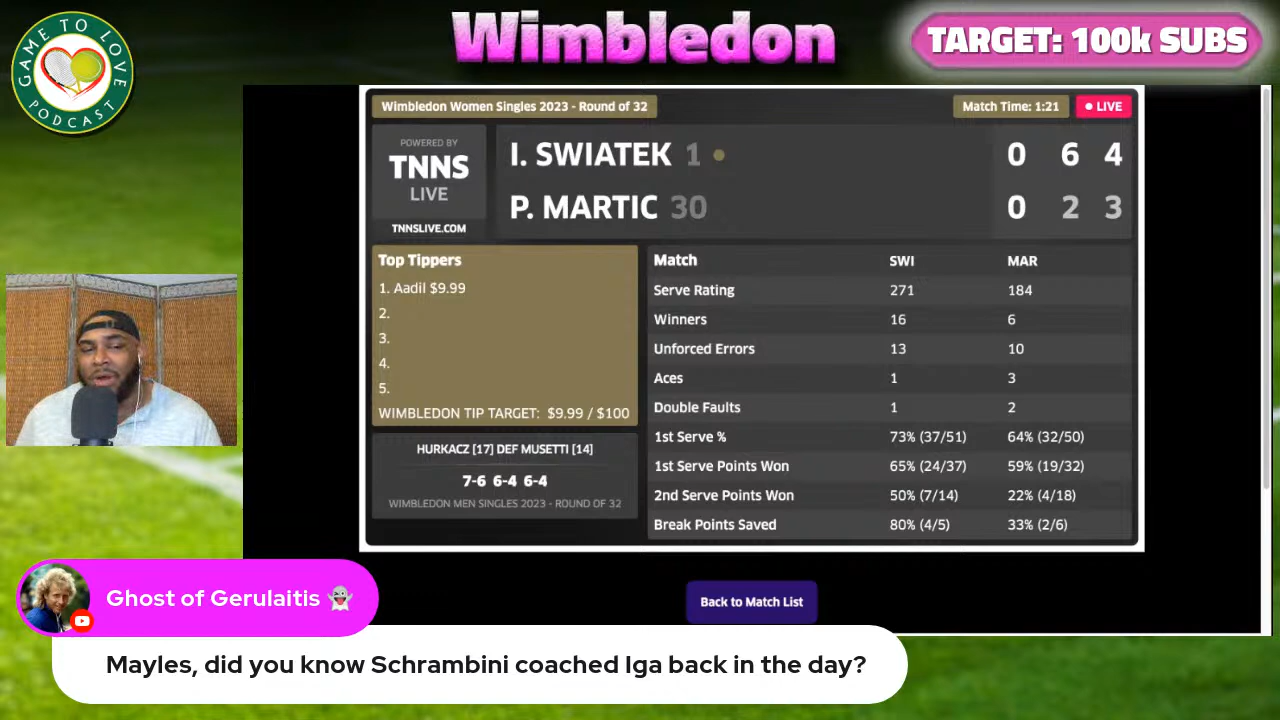 GAME TO LOVE
PODCAST
Wimbledon
TARGET: 100k SUBS
Wimbledon Women Singles 2023 - Round of 32
Match Time: 1:21
LIVE
POWERED BY
TNNS
LIVE
TNNSLIVE.COM
I. SWIATEK 1 0 6 4
P. MARTIC 30 0 2 3
Top Tippers
1. Aadil $9.99
2.
3.
4.
5.
WIMBLEDON TIP TARGET: $9.99 / $100
HURKACZ [17] DEF MUSETTI [14]
7-6 6-4 6-4
WIMBLEDON MEN SINGLES 2023 - ROUND OF 32
Match SWI MAR
Serve Rating 271 184
Winners 16 6
Unforced Errors 13 10
Aces 1 3
Double Faults 1 2
1st Serve % 73% (37/51) 64% (32/50)
1st Serve Points Won 65% (24/37) 59% (19/32)
2nd Serve Points Won 50% (7/14) 22% (4/18)
Break Points Saved 80% (4/5) 33% (2/6)
Back to Match List
Ghost of Gerulaitis 👻
Mayles, did you know Schrambini coached Iga back in the day?